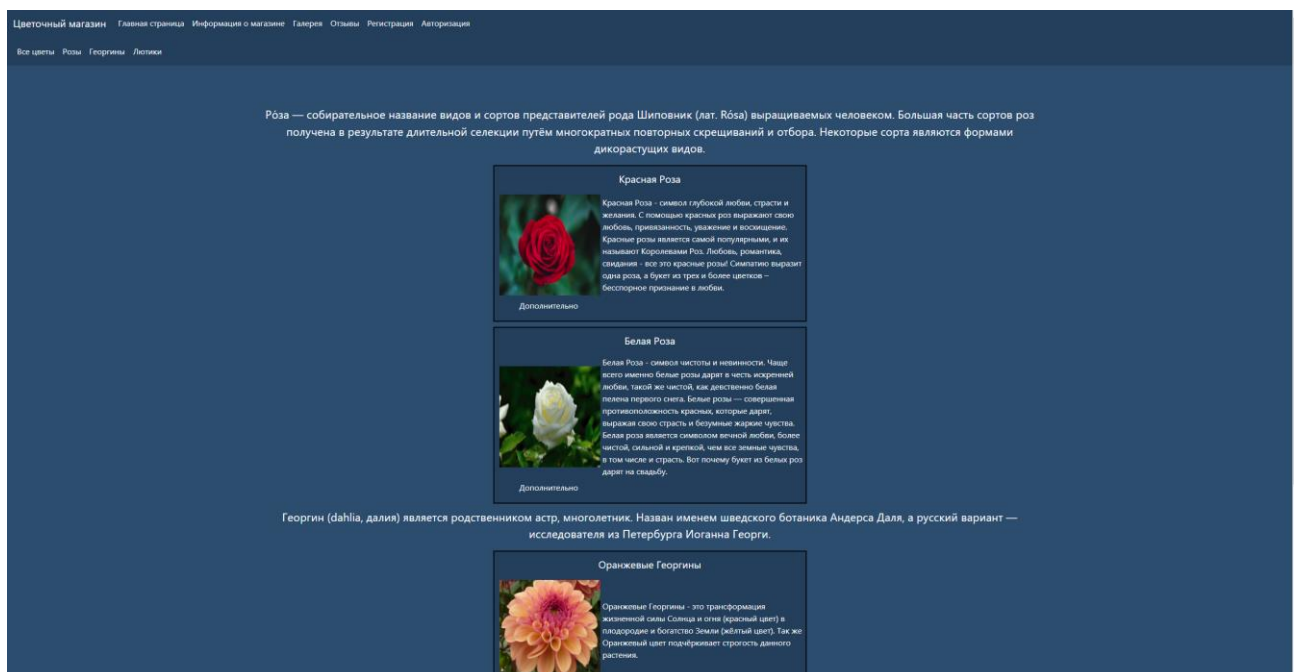 Цветочный магазин Главная страница Информация о магазине Галерея Отзывы Регистрация Авторизация
Все цветы Розы Георгины Лютики
Ро́за — собирательное название видов и сортов представителей рода Шиповник (лат. Rósa) выращиваемых человеком. Большая часть сортов роз
получена в результате длительной селекции путём многократных повторных скрещиваний и отбора. Некоторые сорта являются формами
дикорастущих видов.
Красная Роза
Красная Роза - символ глубокой любви, страсти и
желания. С помощью красных роз выражают свою
любовь, привязанность, уважение и восхищение.
Красные розы является самой популярными, и их
называют Королевами Роз. Любовь, романтика,
свидания - все это красные розы! Симпатию выразит
одна роза, а букет из трех и более цветков –
бесспорное признание в любви.
Дополнительно
Белая Роза
Белая Роза - символ чистоты и невинности. Чаще
всего именно белые розы дарят в честь искренней
любви, такой же чистой, как девственно белая
пелена первого снега. Белые розы — совершенная
противоположность красных, которые дарят,
выражая свою страсть и безумные жаркие чувства.
Белая роза является символом вечной любви, более
чистой, сильной и крепкой, чем все земные чувства,
в том числе и страсть. Вот почему букет из белых роз
дарят на свадьбу.
Дополнительно
Георгин (dahlia, далия) является родственником астр, многолетник. Назван именем шведского ботаника Андерса Даля, а русский вариант —
исследователя из Петербурга Иоганна Георги.
Оранжевые Георгины
Оранжевые Георгины - это трансформация
жизненной силы Солнца и огня (красный цвет) в
плодородие и богатство Земли (жёлтый цвет). Так же
Оранжевый цвет подчёркивает строгость данного
растения.